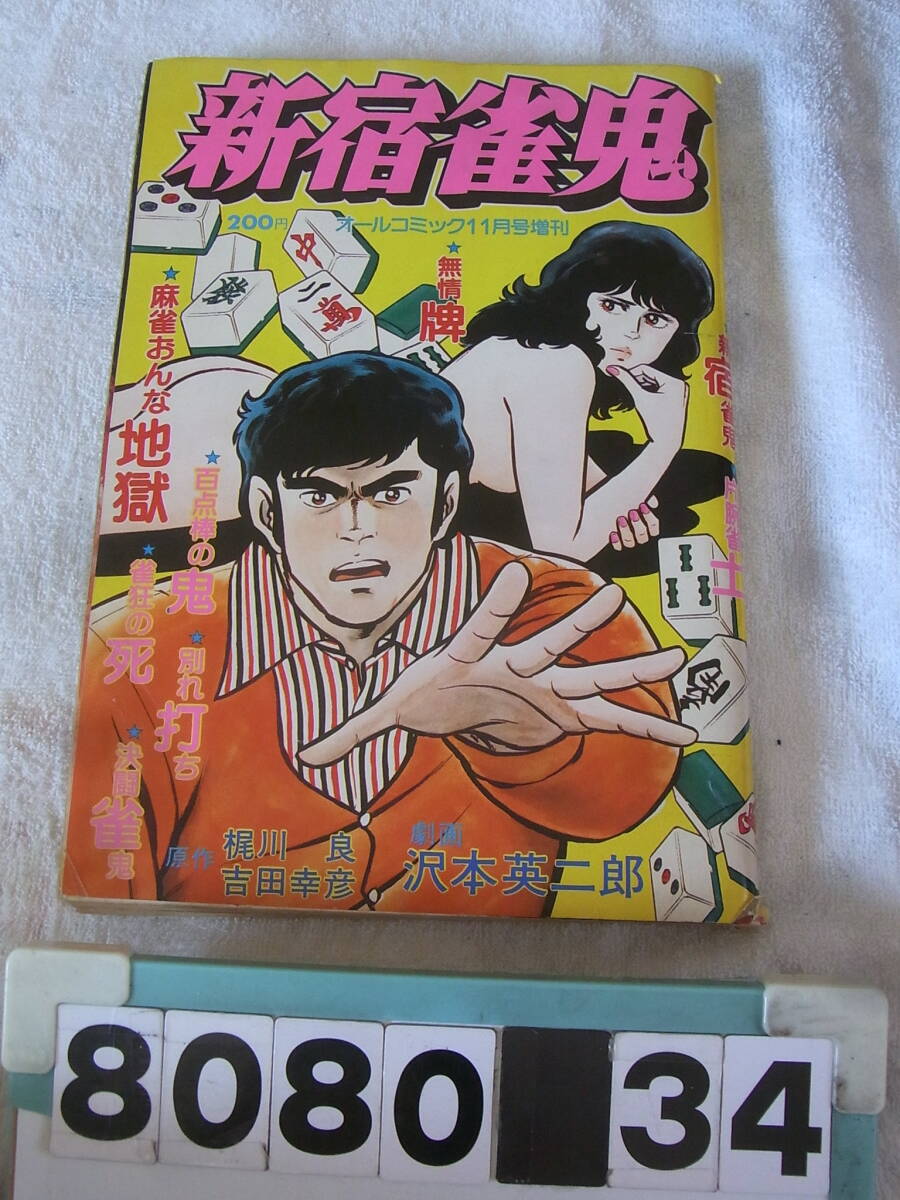 新宿雀鬼
200円
オールコミック11月号増刊
★無情牌
★麻雀おんな地獄
★百点棒の鬼
★雀狂の死
★別れ打ち
★決闘雀鬼
新宿雀鬼
片腕雀士
發
二萬
原作 梶川 良
吉田幸彦
劇画
沢本英二郎
8080 34